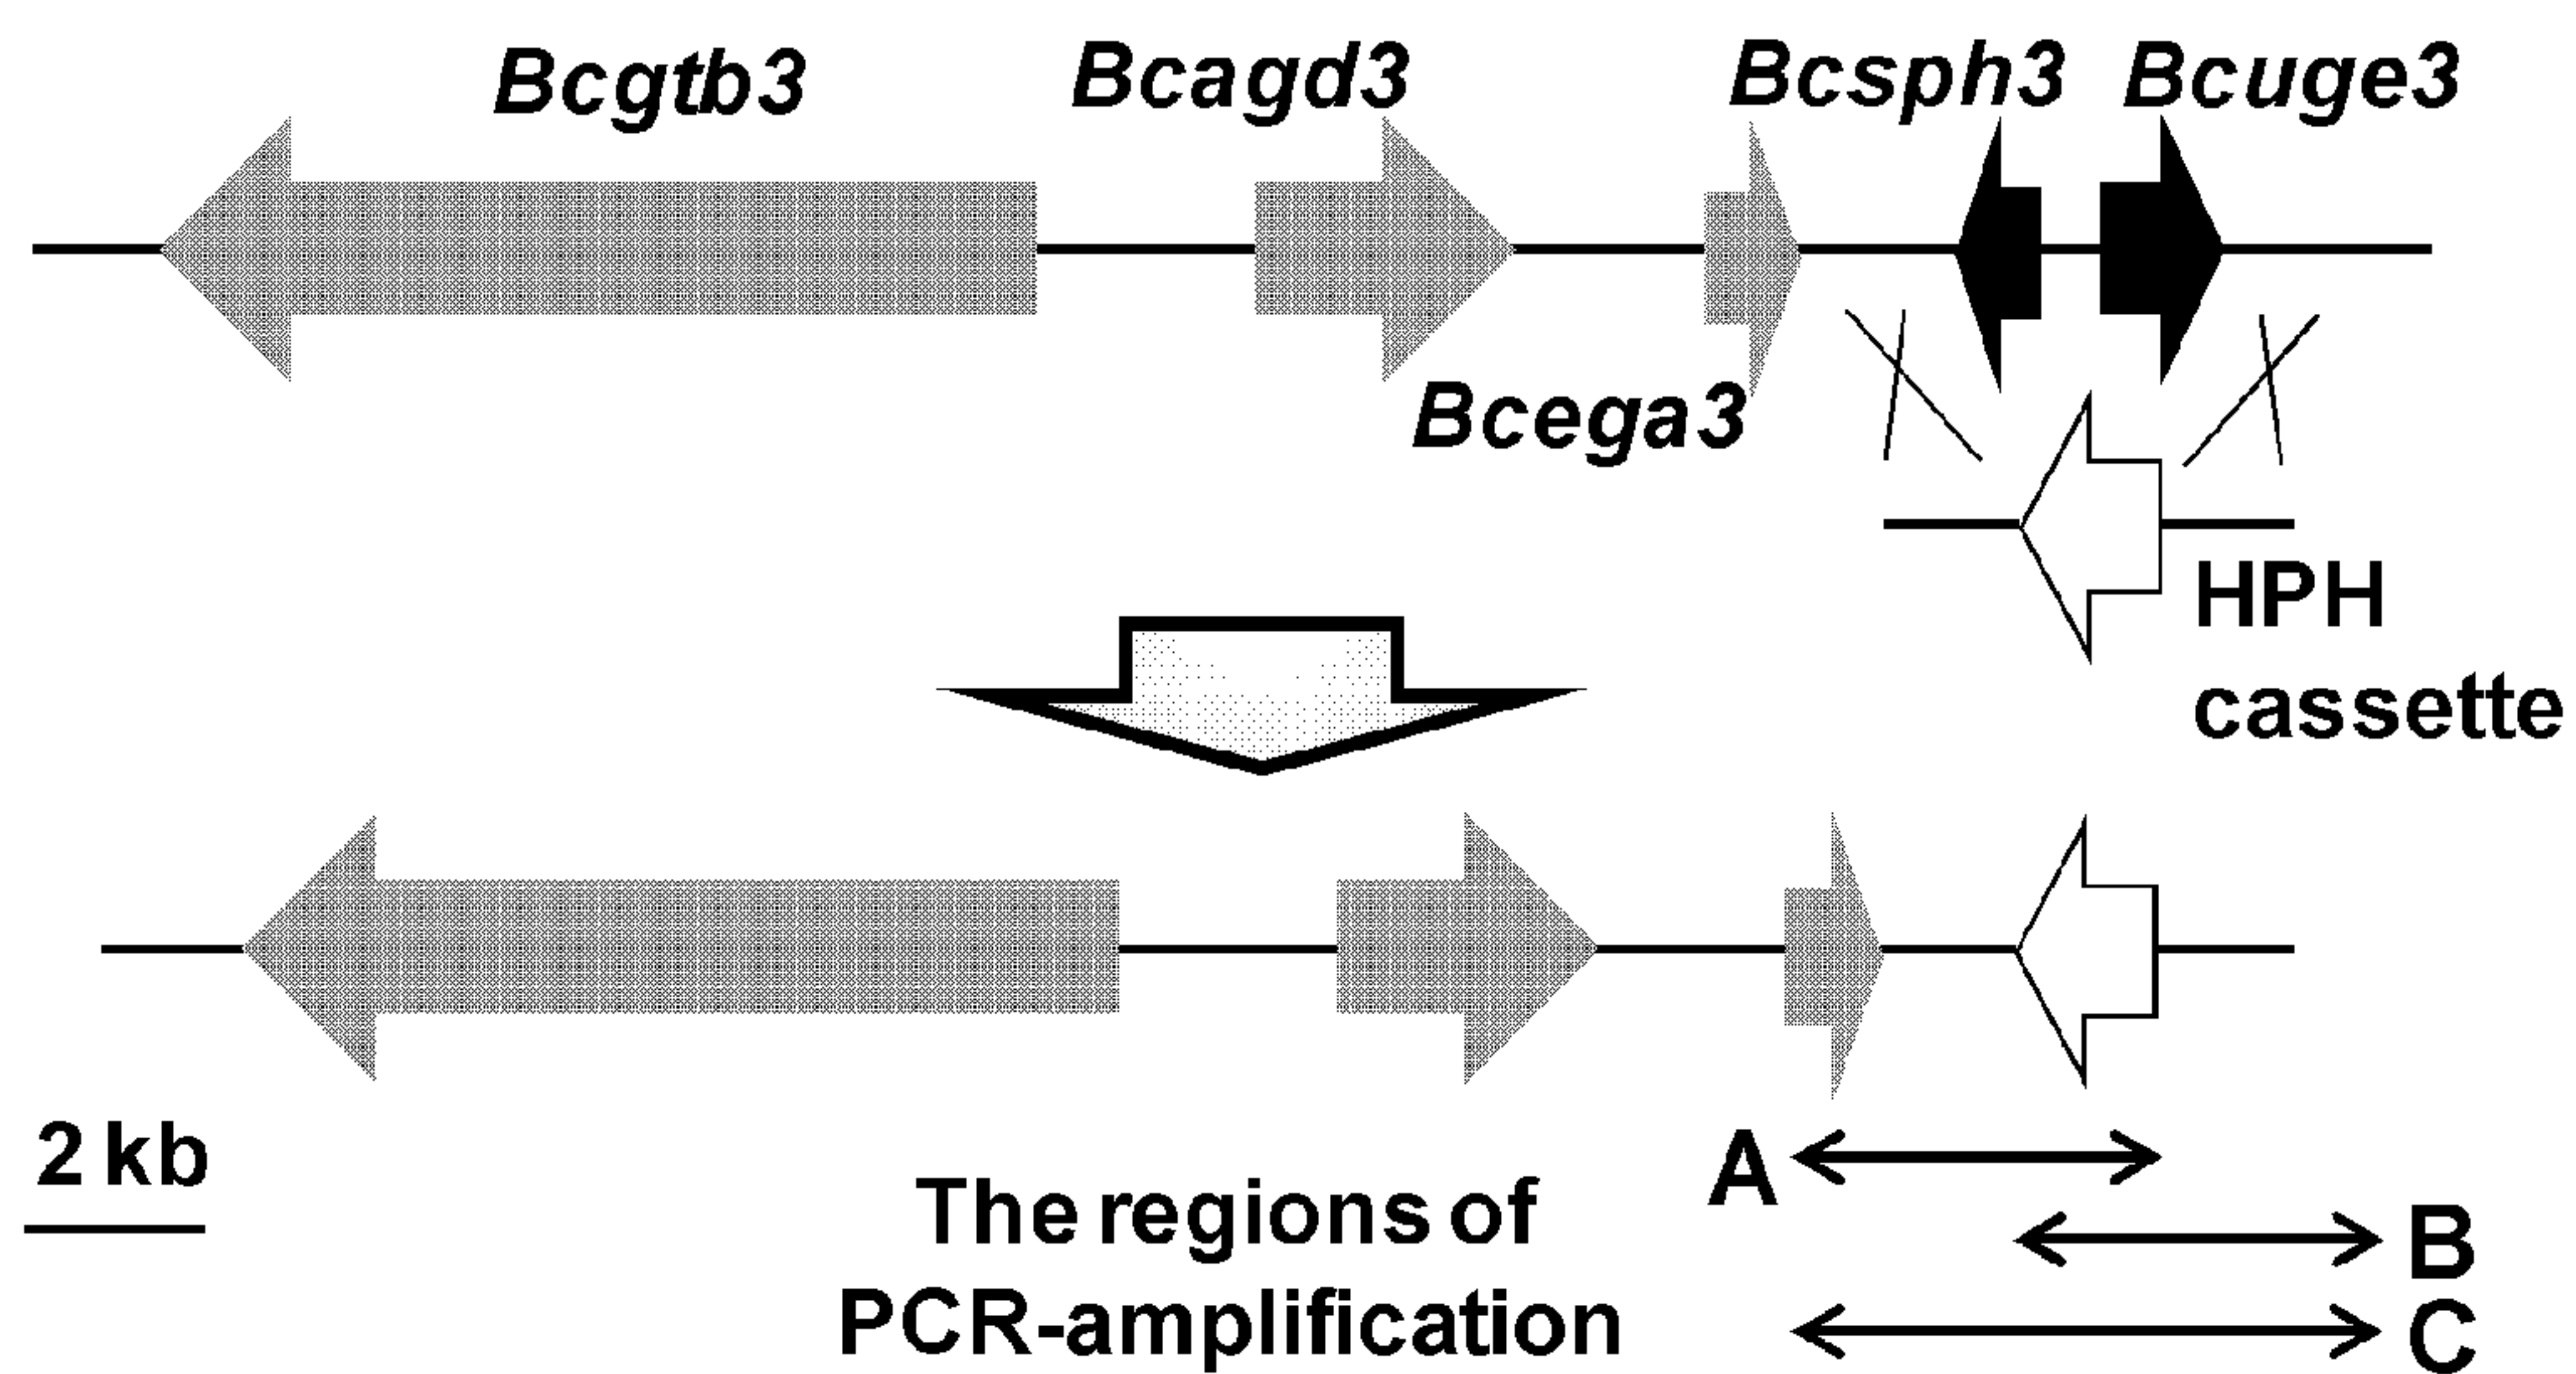 Bcgtb3
Bcagd3
Bcsph3
Bcuge3
Bcega3
HPH
cassette
2 kb
The regions of
PCR-amplification
A
B
C